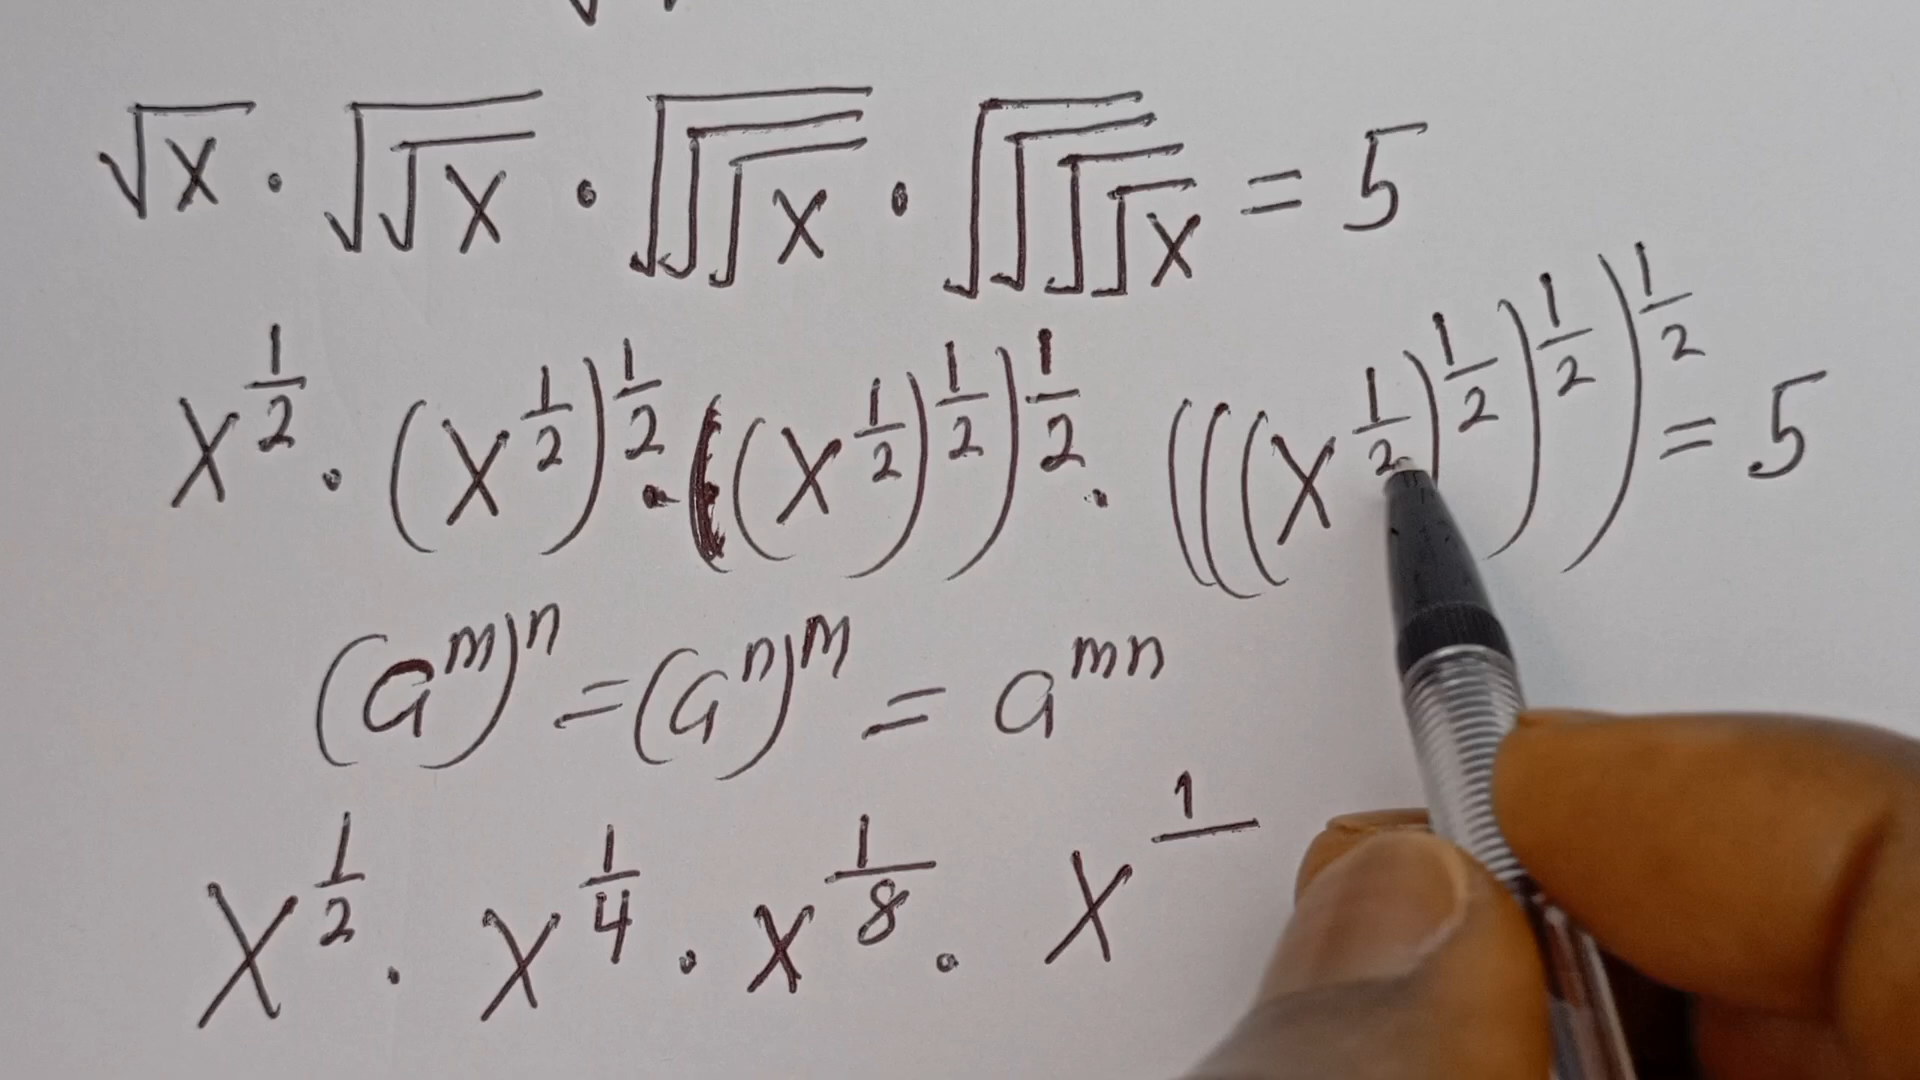 √x · √√x · √√√x · √√√√x = 5
x^(1/2) · (x^(1/2))^(1/2) · ((x^(1/2))^(1/2))^(1/2) · (((x^(1/2))^(1/2))^(1/2))^(1/2) = 5
(a^m)^n = (a^n)^m = a^(mn)
x^(1/2) · x^(1/4) · x^(1/8) · x^(1/